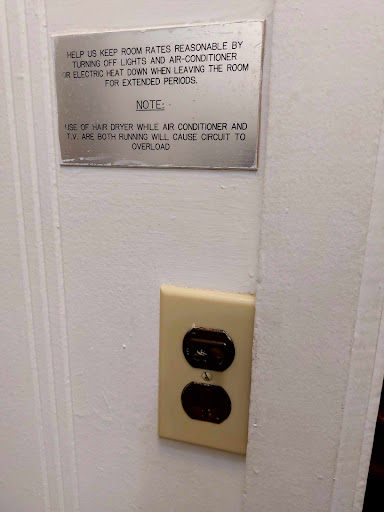 HELP US KEEP ROOM RATES REASONABLE BY
TURNING OFF LIGHTS AND AIR-CONDITIONER
OR ELECTRIC HEAT DOWN WHEN LEAVING THE ROOM
FOR EXTENDED PERIODS.
NOTE:
USE OF HAIR DRYER WHILE AIR CONDITIONER AND
T.V. ARE BOTH RUNNING WILL CAUSE CIRCUIT TO
OVERLOAD